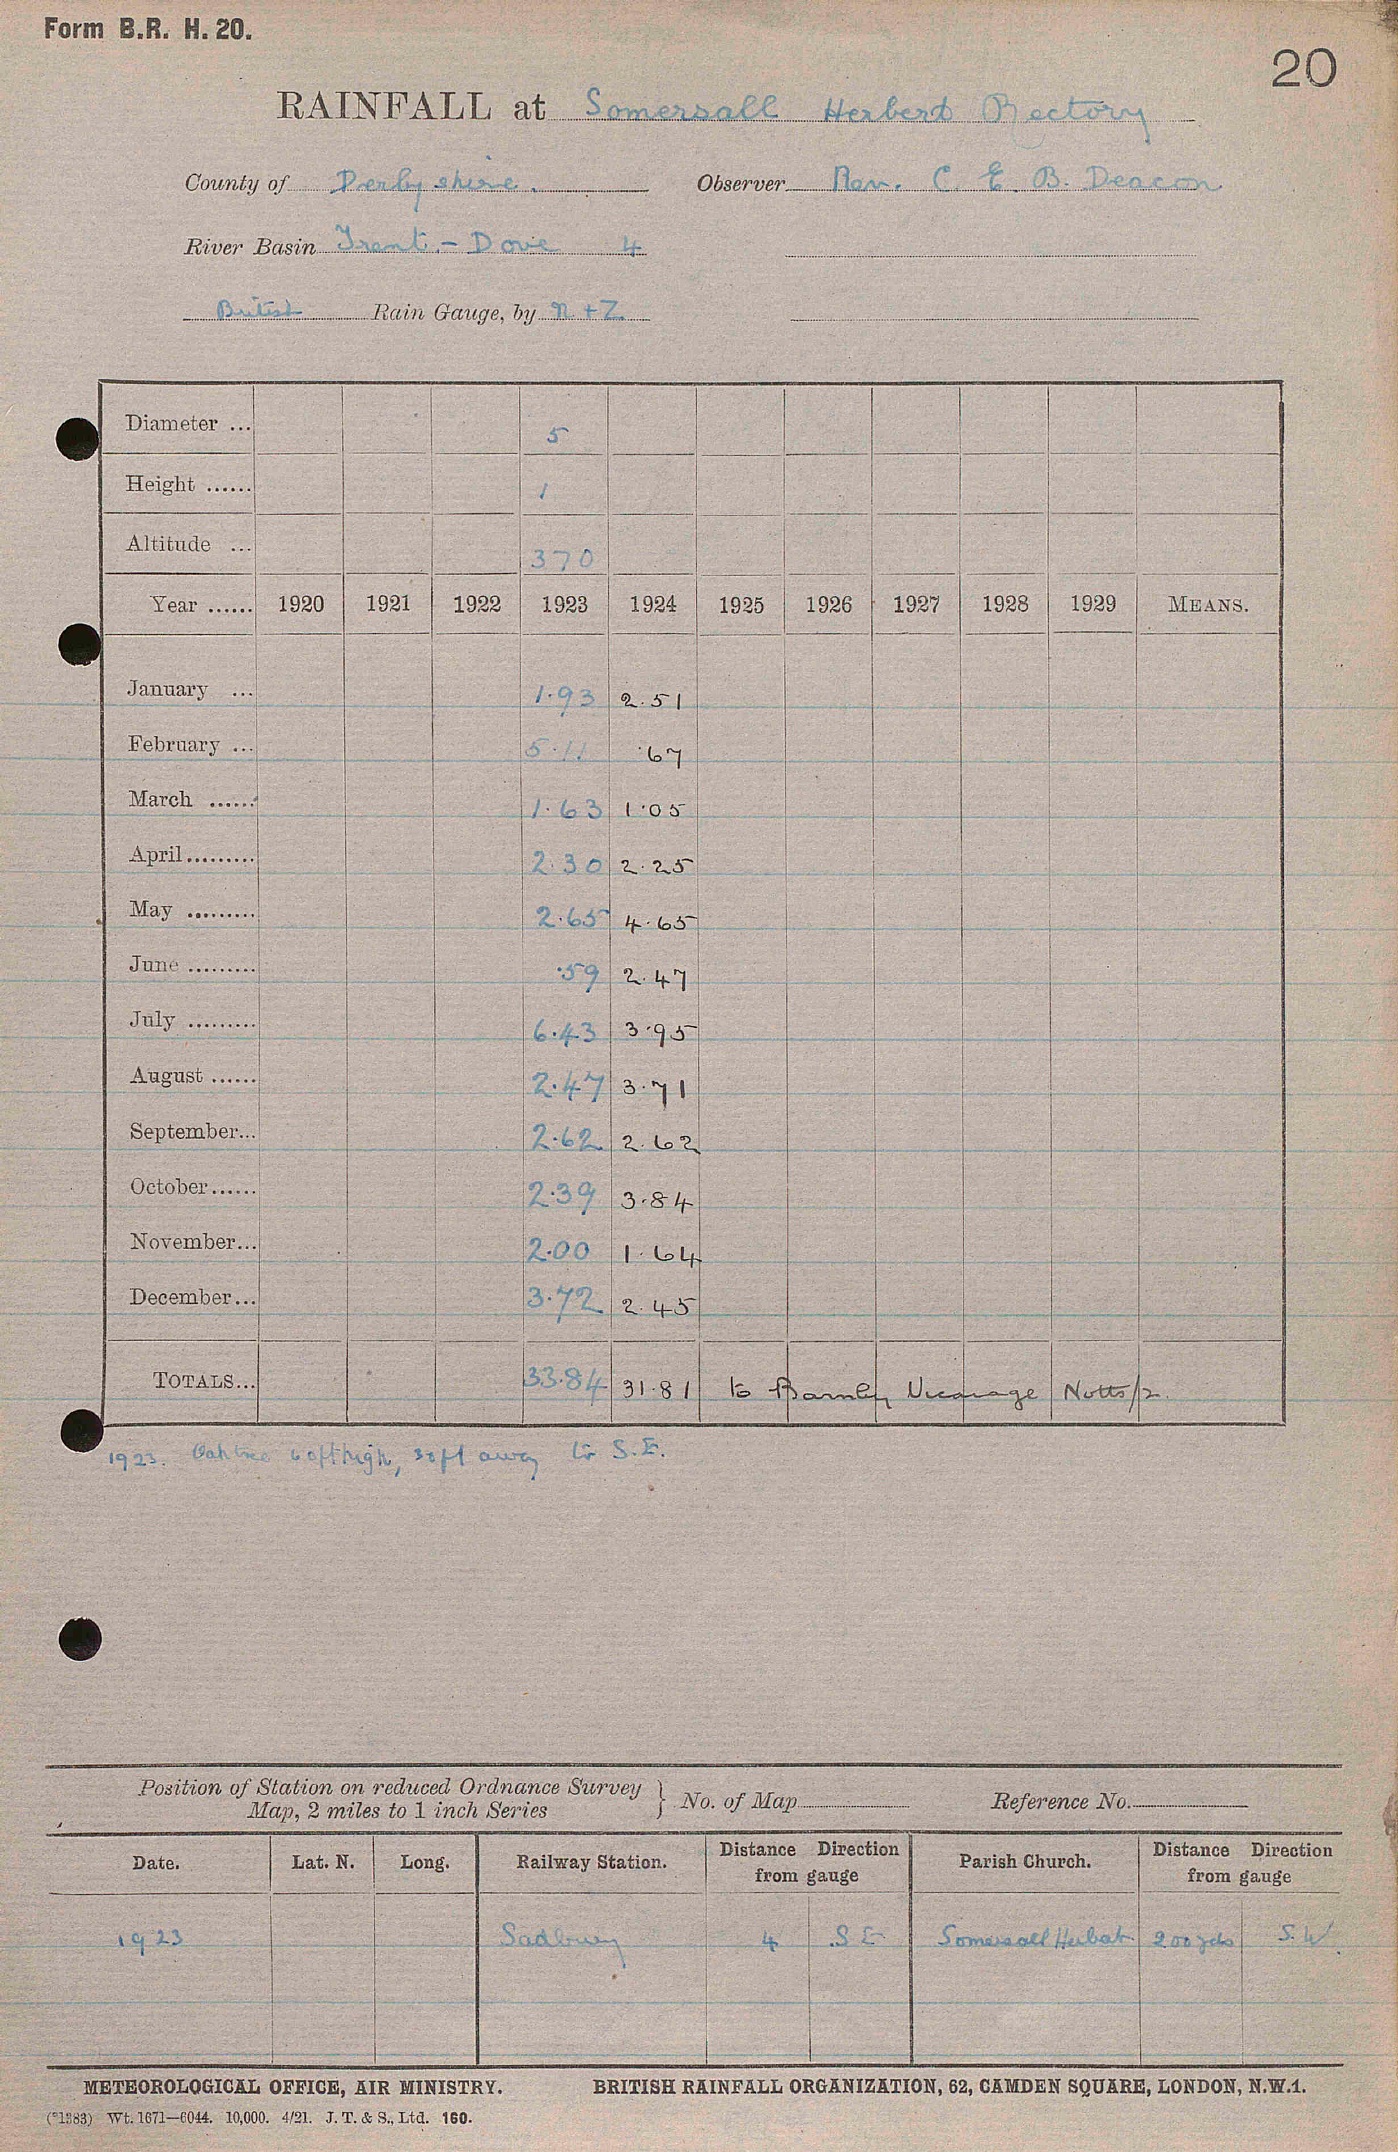 Form B.R. H. 20.
20
RAINFALL at Somersall Herbert Rectory
County of Derbyshire. Observer Rev. C. E. B. Deacon
River Basin Trent - Dove 4
British Rain Gauge, by N + Z
Diameter ... 5
Height ...... 1
Altitude ... 370
Year ...... 1920 1921 1922 1923 1924 1925 1926 1927 1928 1929 MEANS.
January ... 1.93 2.51
February ... 5.11 .67
March ...... 1.63 1.05
April ......... 2.30 2.25
May ......... 2.65 4.65
June ......... .59 2.47
July ......... 6.43 3.95
August ...... 2.47 3.71
September... 2.62 2.62
October...... 2.39 3.84
November... 2.00 1.64
December... 3.72 2.45
TOTALS... 33.84 31.81 to Barnby Vicarage Notts/2.
1923. Oak tree 60ft high, 30ft away to S.E.
Position of Station on reduced Ordnance Survey
Map, 2 miles to 1 inch Series } No. of Map Reference No.
Date. Lat. N. Long. Railway Station. Distance Direction from gauge Parish Church. Distance Direction from gauge
1923 Sudbury 4 S E Somersall Herbert 200 yds S.W.
METEOROLOGICAL OFFICE, AIR MINISTRY. BRITISH RAINFALL ORGANIZATION, 62, CAMDEN SQUARE, LONDON, N.W.1.
(*1383) Wt. 1671—6044. 10,000. 4/21. J. T. & S., Ltd. 160.